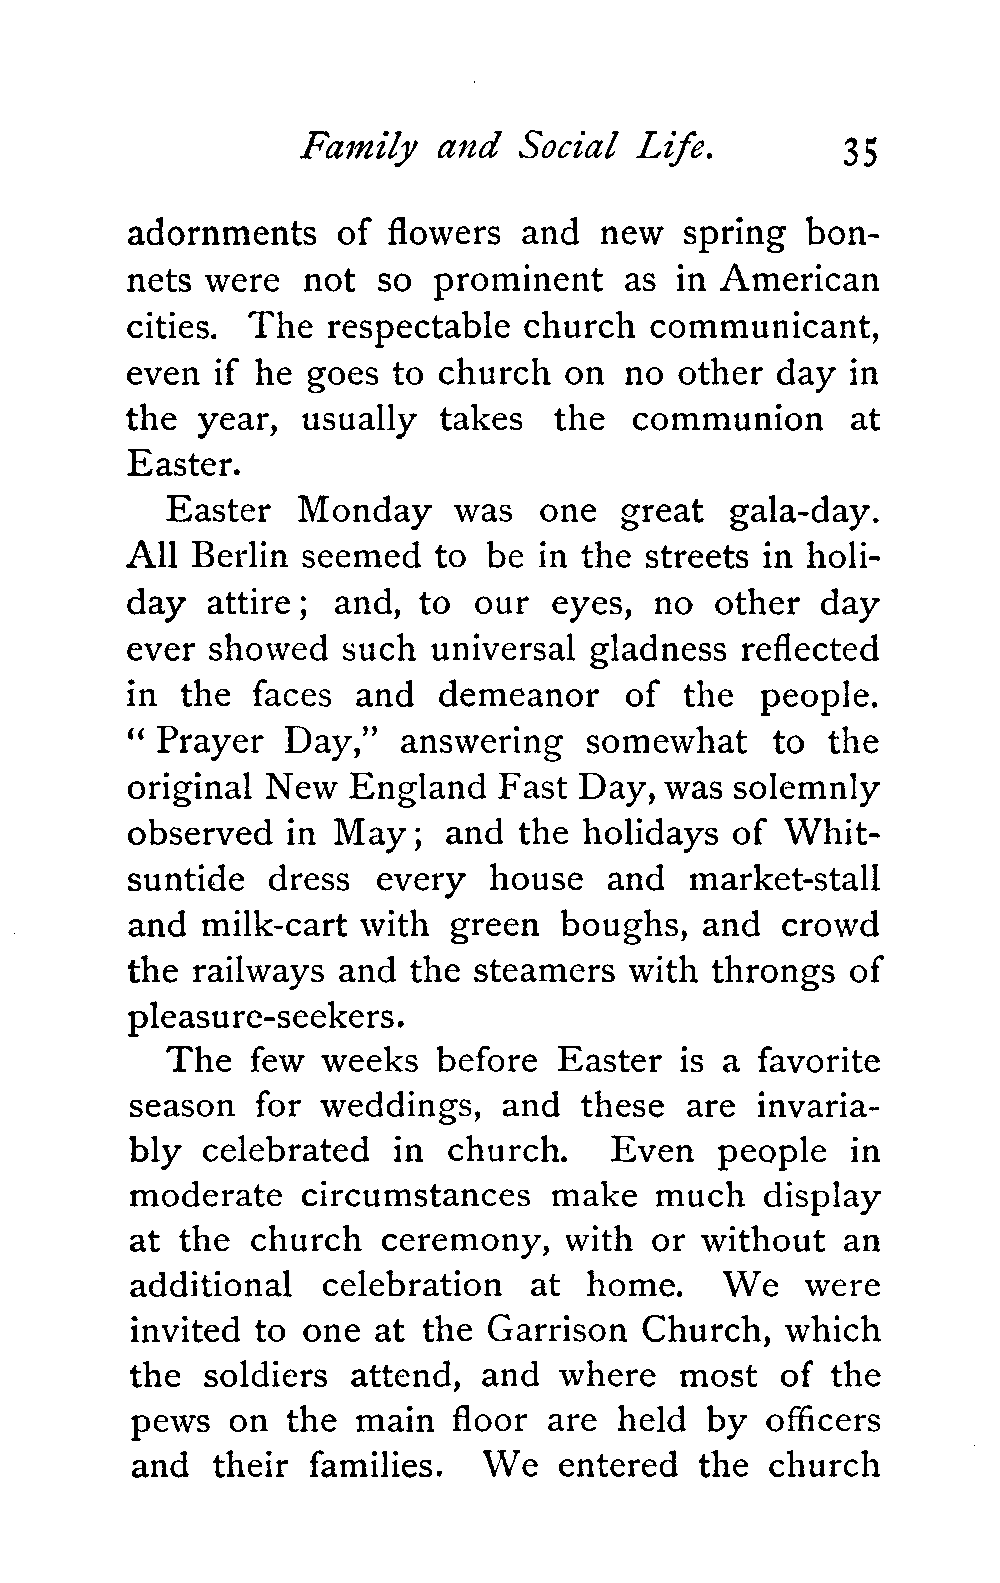 Family and Social Life. 35
adornments of flowers and new spring bon-
nets were not so prominent as in American
cities. The respectable church communicant,
even if he goes to church on no other day in
the year, usually takes the communion at
Easter.
Easter Monday was one great gala-day.
All Berlin seemed to be in the streets in holi-
day attire; and, to our eyes, no other day
ever showed such universal gladness reflected
in the faces and demeanor of the people.
"Prayer Day," answering somewhat to the
original New England Fast Day, was solemnly
observed in May; and the holidays of Whit-
suntide dress every house and market-stall
and milk-cart with green boughs, and crowd
the railways and the steamers with throngs of
pleasure-seekers.
The few weeks before Easter is a favorite
season for weddings, and these are invaria-
bly celebrated in church. Even people in
moderate circumstances make much display
at the church ceremony, with or without an
additional celebration at home. We were
invited to one at the Garrison Church, which
the soldiers attend, and where most of the
pews on the main floor are held by officers
and their families. We entered the church